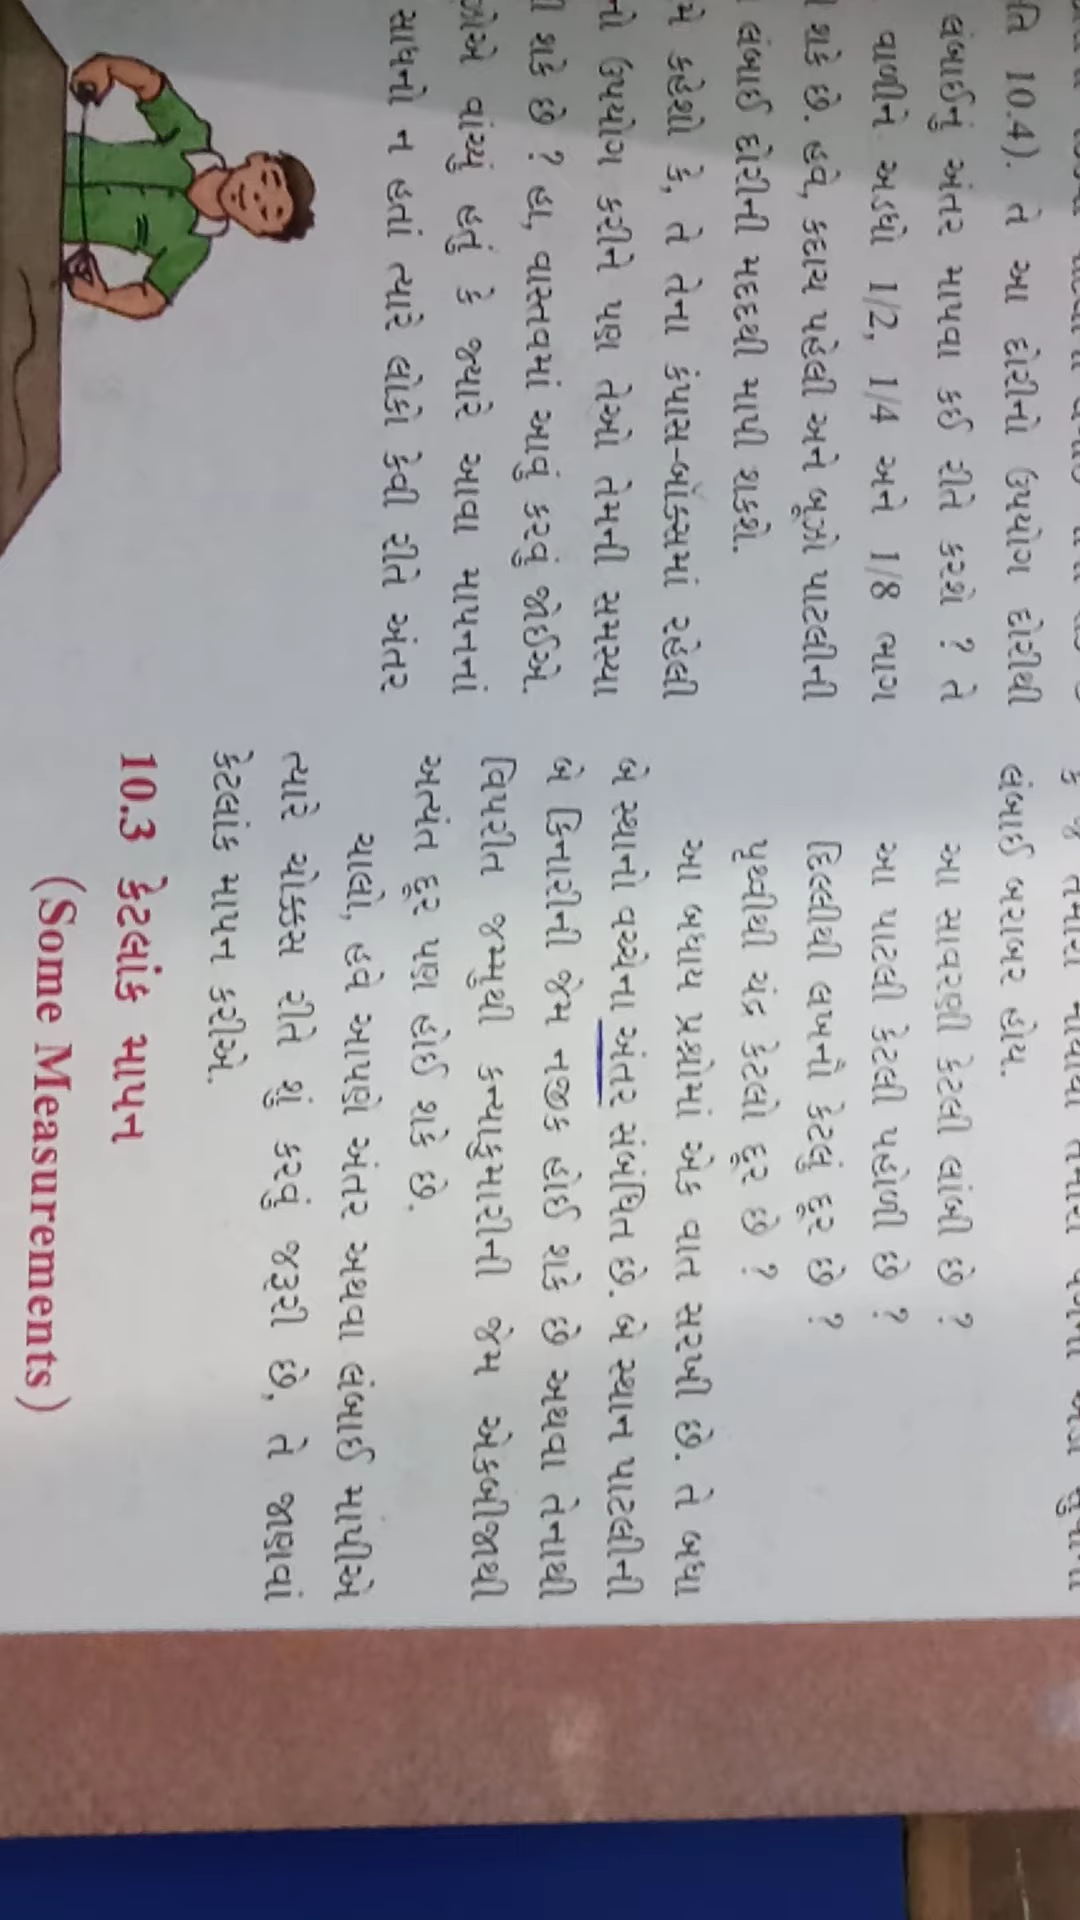 10.4). તે આ દોરીનો ઉપયોગ દોરીથી
લંબાઈનું અંતર માપવા કઈ રીતે કરશે ? તે
વાળીને અડધો 1/2, 1/4 અને 1/8 ભાગ
શકે છે. હવે, કદાચ પહેલી અને બૂઝો પાટલીની
લંબાઈ દોરીની મદદથી માપી શકશે.
મે કહેશો કે, તે તેના કંપાસ-બૉક્સમાં રહેલી
નો ઉપયોગ કરીને પણ તેઓ તેમની સમસ્યા
શકે છે ? હા, વાસ્તવમાં આવું કરવું જોઈએ.
વાંચ્યું હતું કે જ્યારે આવા માપનનાં
સાધનો ન હતાં ત્યારે લોકો કેવી રીતે અંતર
લંબાઈ બરાબર હોય.
આ સાવરણી કેટલી લાંબી છે ?
આ પાટલી કેટલી પહોળી છે ?
દિલ્લીથી લખનૌ કેટલું દૂર છે ?
પૃથ્વીથી ચંદ્ર કેટલો દૂર છે ?
આ બધાય પ્રશ્નોમાં એક વાત સરખી છે. તે બધા
બે સ્થાનો વચ્ચેના અંતર સંબંધિત છે. બે સ્થાન પાટલીની
બે કિનારીની જેમ નજીક હોઈ શકે છે અથવા તેનાથી
વિપરીત જમ્મુથી કન્યાકુમારીની જેમ એકબીજાથી
અત્યંત દૂર પણ હોઈ શકે છે.
ચાલો, હવે આપણે અંતર અથવા લંબાઈ માપીએ
ત્યારે ચોક્કસ રીતે શું કરવું જરૂરી છે, તે જાણવાં
કેટલાંક માપન કરીએ.
10.3 કેટલાંક માપન
(Some Measurements)